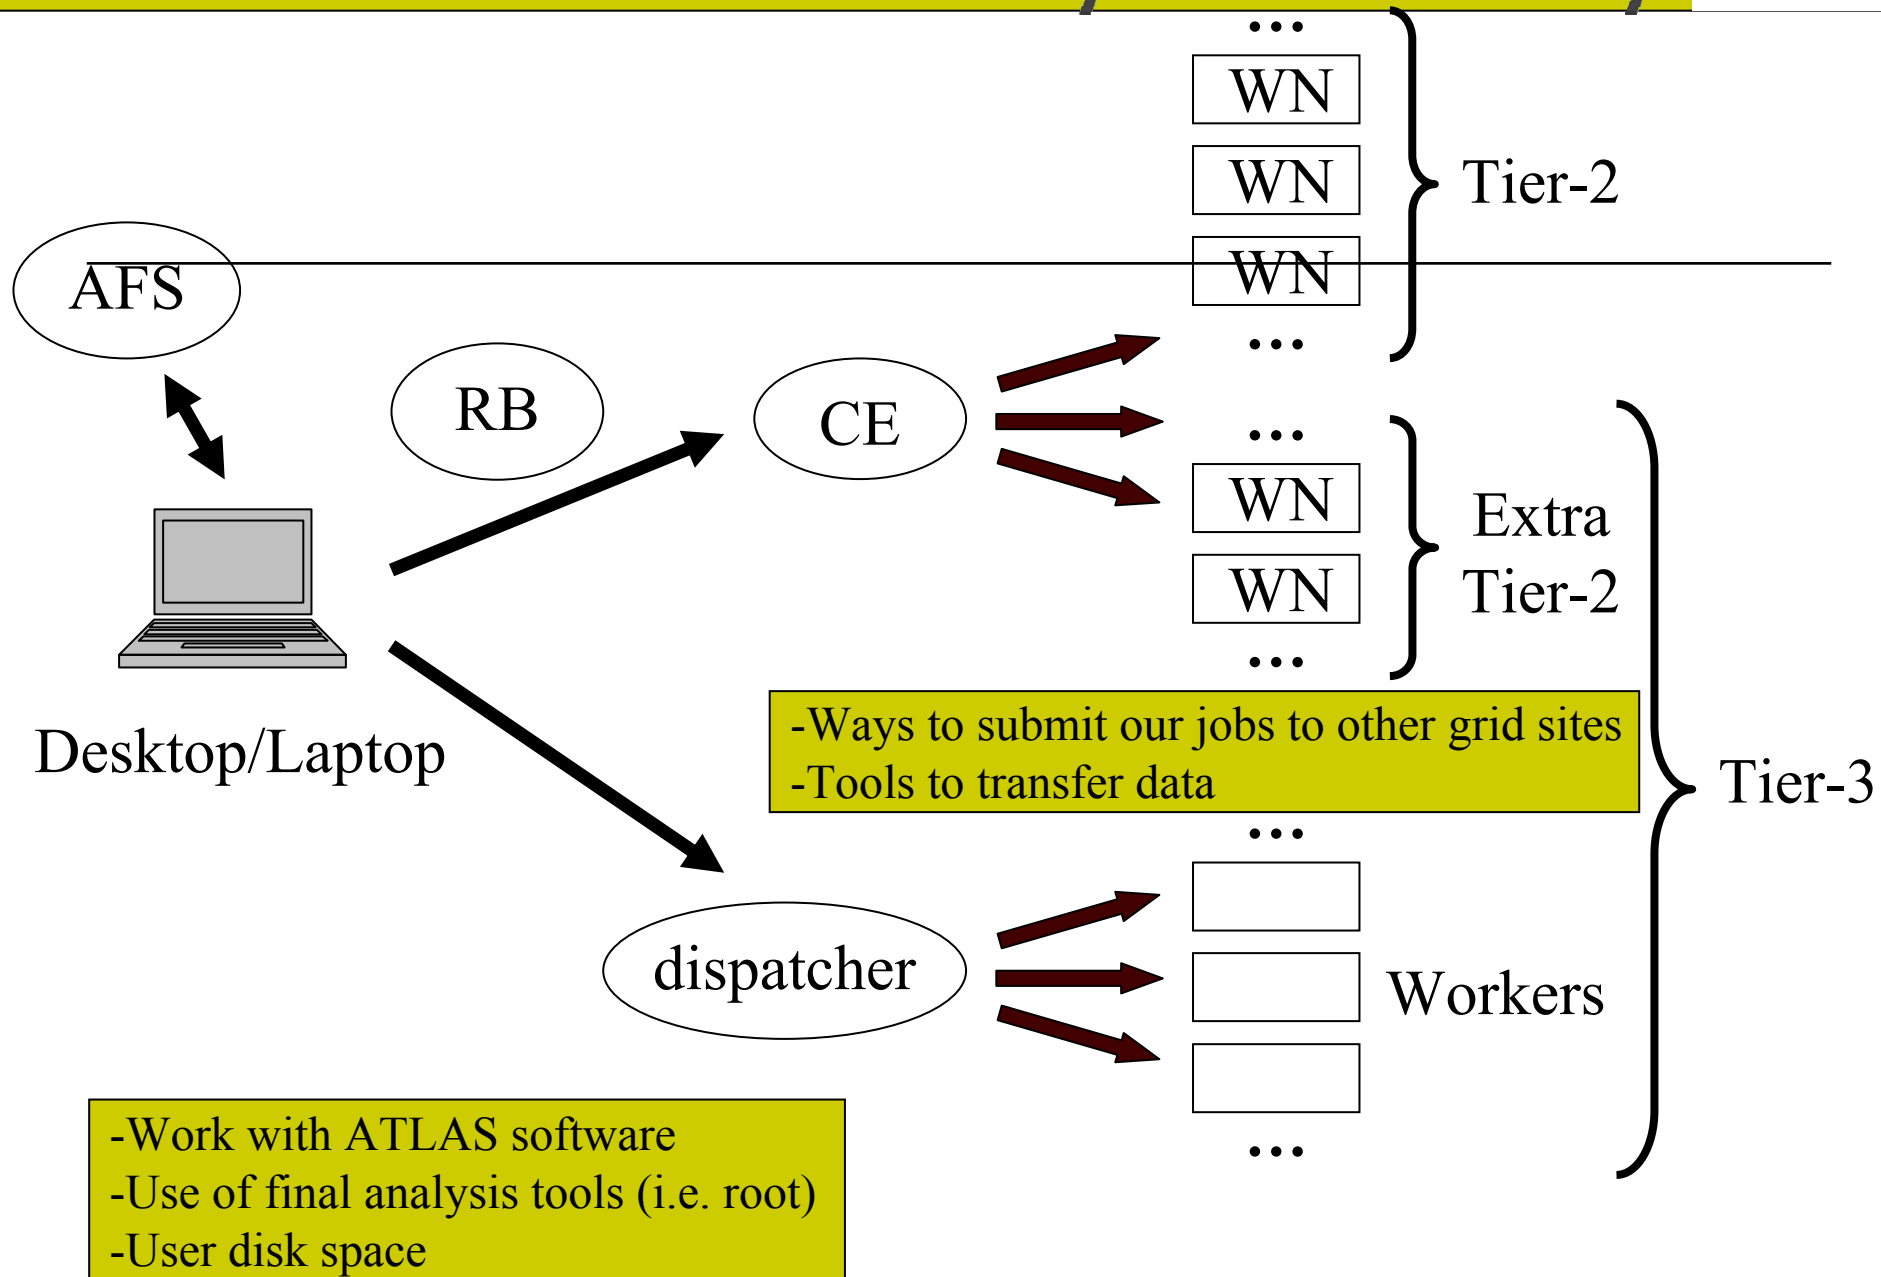 ...
WN
WN
WN
...
Tier-2
AFS
RB
CE
...
WN
WN
...
Extra
Tier-2
Desktop/Laptop
-Ways to submit our jobs to other grid sites
-Tools to transfer data
Tier-3
...
dispatcher
Workers
...
-Work with ATLAS software
-Use of final analysis tools (i.e. root)
-User disk space